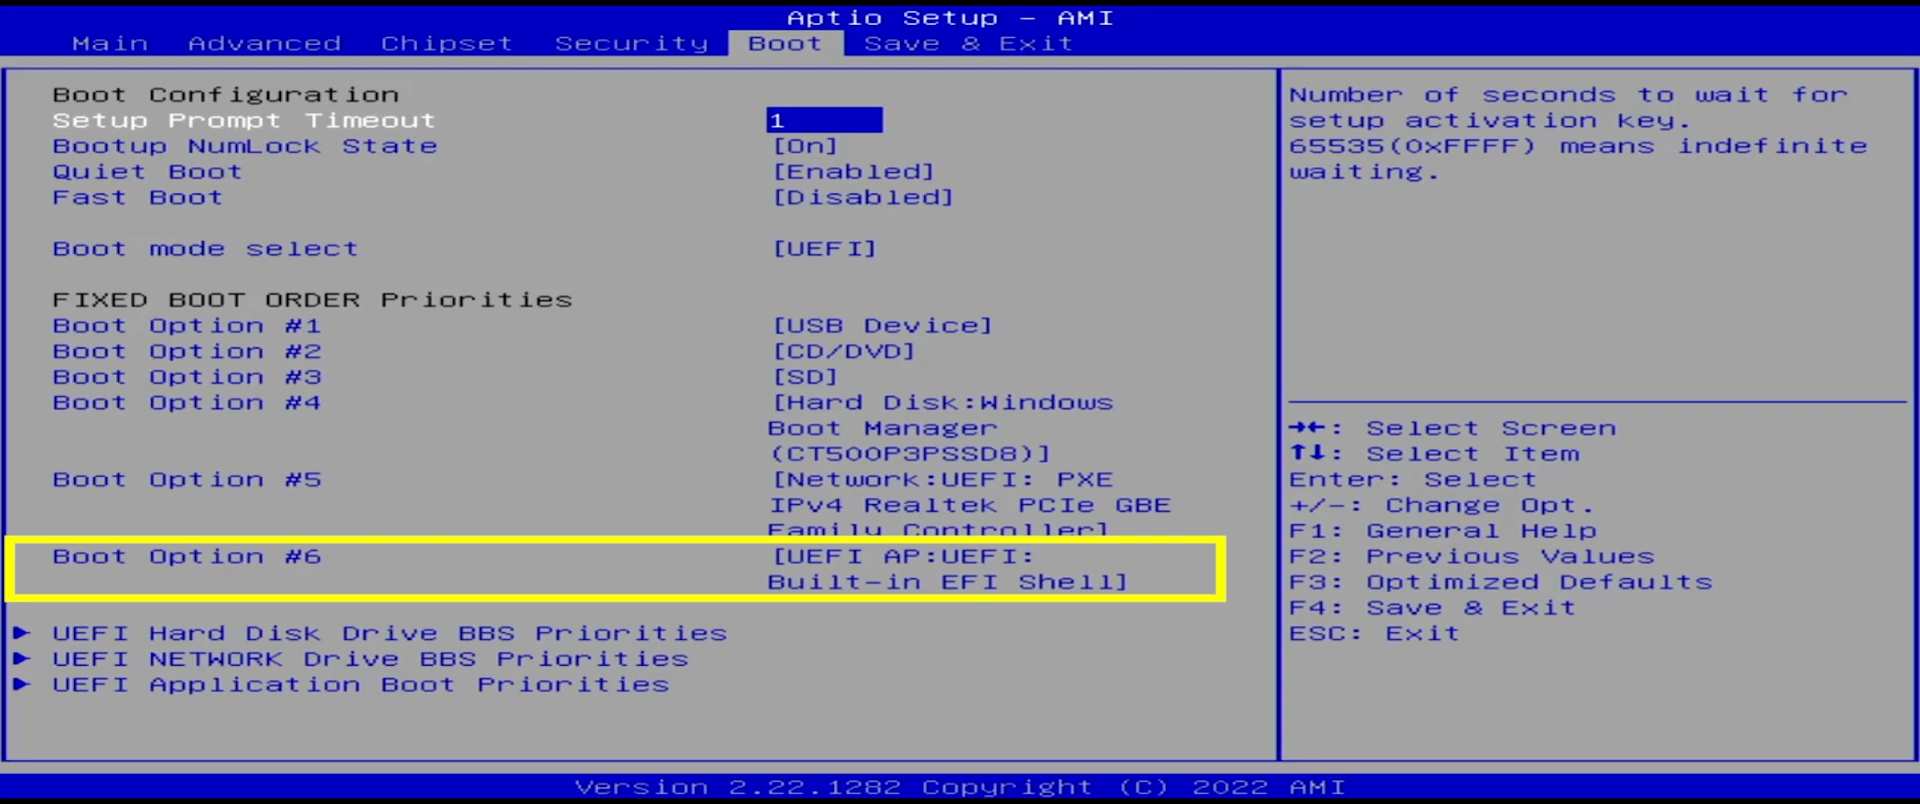 Aptio Setup – AMI
Main Advanced Chipset Security Boot Save & Exit
Boot Configuration
Setup Prompt Timeout 1
Bootup NumLock State [On]
Quiet Boot [Enabled]
Fast Boot [Disabled]
Boot mode select [UEFI]
FIXED BOOT ORDER Priorities
Boot Option #1 [USB Device]
Boot Option #2 [CD/DVD]
Boot Option #3 [SD]
Boot Option #4 [Hard Disk:Windows
Boot Manager
(CT500P3PSSD8)]
Boot Option #5 [Network:UEFI: PXE
IPv4 Realtek PCIe GBE
Family Controller]
Boot Option #6 [UEFI AP:UEFI:
Built-in EFI Shell]
UEFI Hard Disk Drive BBS Priorities
UEFI NETWORK Drive BBS Priorities
UEFI Application Boot Priorities
Number of seconds to wait for
setup activation key.
65535(0xFFFF) means indefinite
waiting.
→←: Select Screen
↑↓: Select Item
Enter: Select
+/-: Change Opt.
F1: General Help
F2: Previous Values
F3: Optimized Defaults
F4: Save & Exit
ESC: Exit
Version 2.22.1282 Copyright (C) 2022 AMI